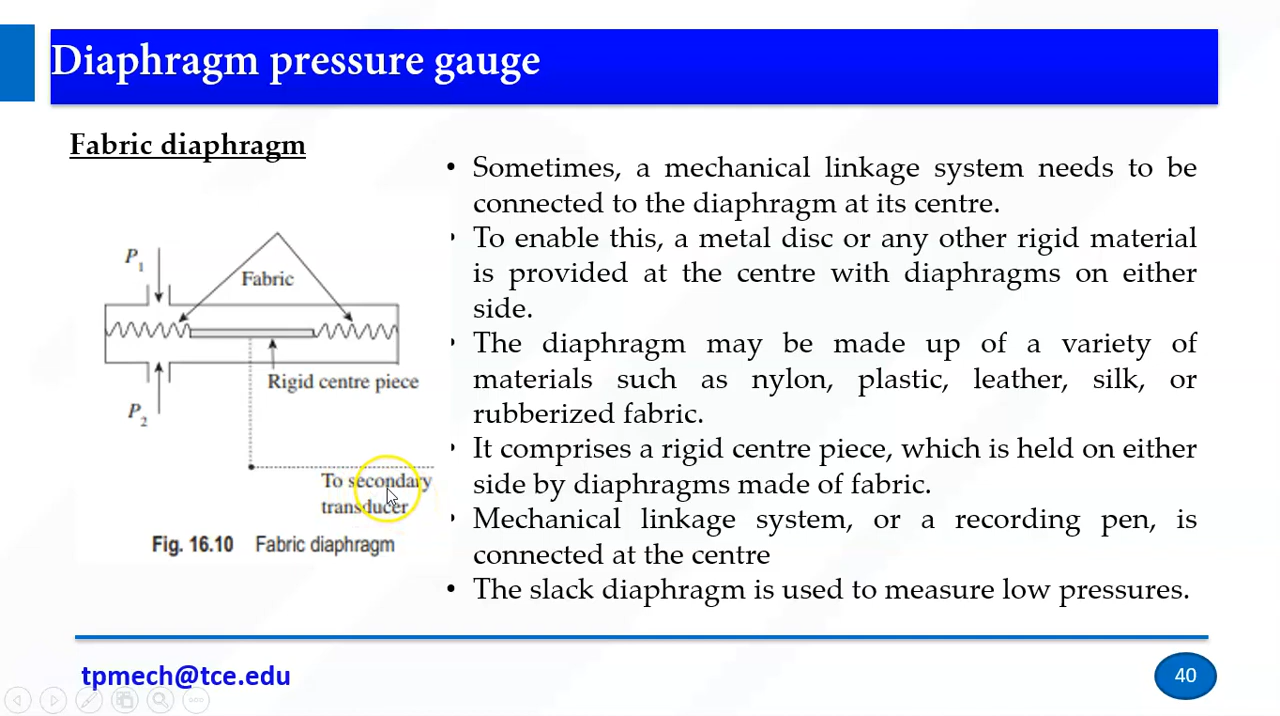 Diaphragm pressure gauge
Fabric diaphragm
P1
Fabric
Rigid centre piece
P2
To secondary
transducer
Fig. 16.10 Fabric diaphragm
• Sometimes, a mechanical linkage system needs to be
connected to the diaphragm at its centre.
• To enable this, a metal disc or any other rigid material
is provided at the centre with diaphragms on either
side.
• The diaphragm may be made up of a variety of
materials such as nylon, plastic, leather, silk, or
rubberized fabric.
• It comprises a rigid centre piece, which is held on either
side by diaphragms made of fabric.
• Mechanical linkage system, or a recording pen, is
connected at the centre
• The slack diaphragm is used to measure low pressures.
tpmech@tce.edu
40